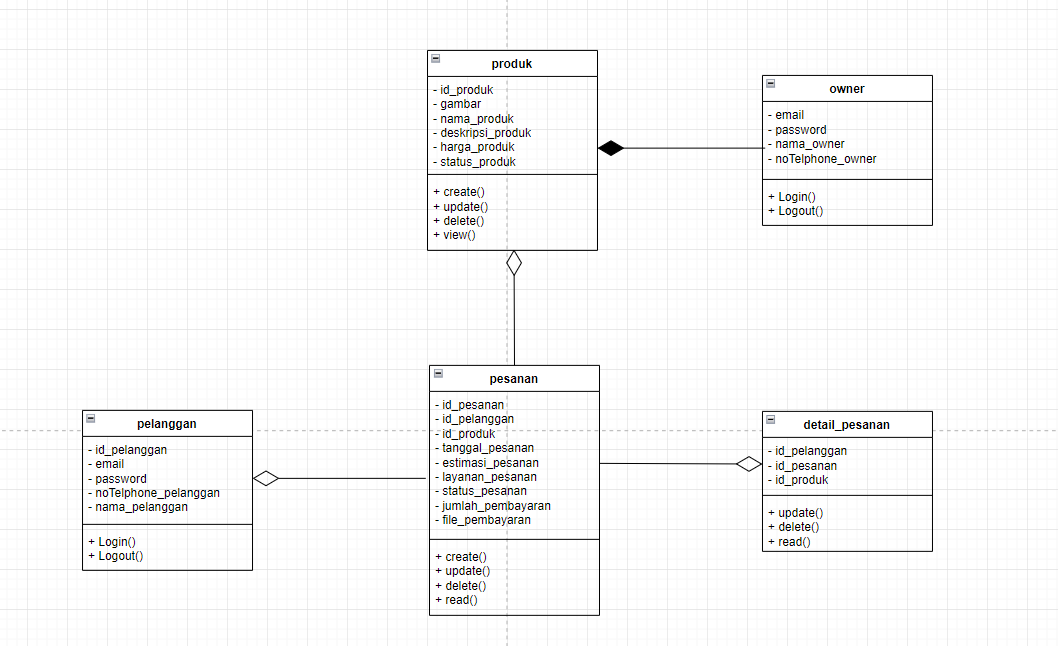 produk
- id_produk
- gambar
- nama_produk
- deskripsi_produk
- harga_produk
- status_produk
+ create()
+ update()
+ delete()
+ view()
owner
- email
- password
- nama_owner
- noTelphone_owner
+ Login()
+ Logout()
pelanggan
- id_pelanggan
- email
- password
- noTelphone_pelanggan
- nama_pelanggan
+ Login()
+ Logout()
pesanan
- id_pesanan
- id_pelanggan
- id_produk
- tanggal_pesanan
- estimasi_pesanan
- layanan_pesanan
- status_pesanan
- jumlah_pembayaran
- file_pembayaran
+ create()
+ update()
+ delete()
+ read()
detail_pesanan
- id_pelanggan
- id_pesanan
- id_produk
+ update()
+ delete()
+ read()